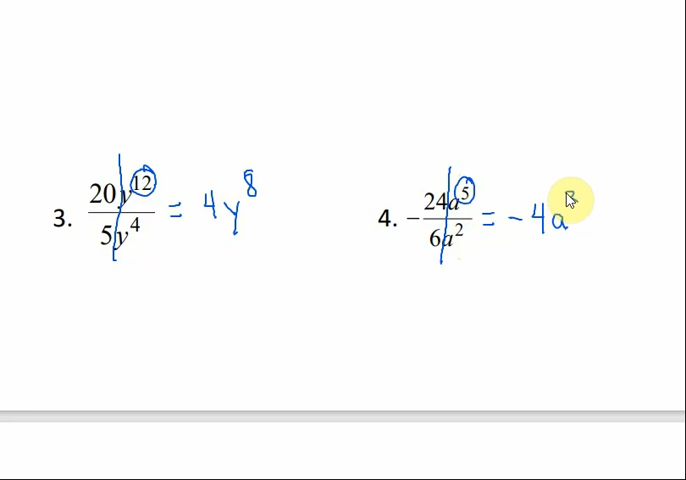 3. 20y^12 / 5y^4 = 4y^8
4. - 24a^5 / 6a^2 = -4a